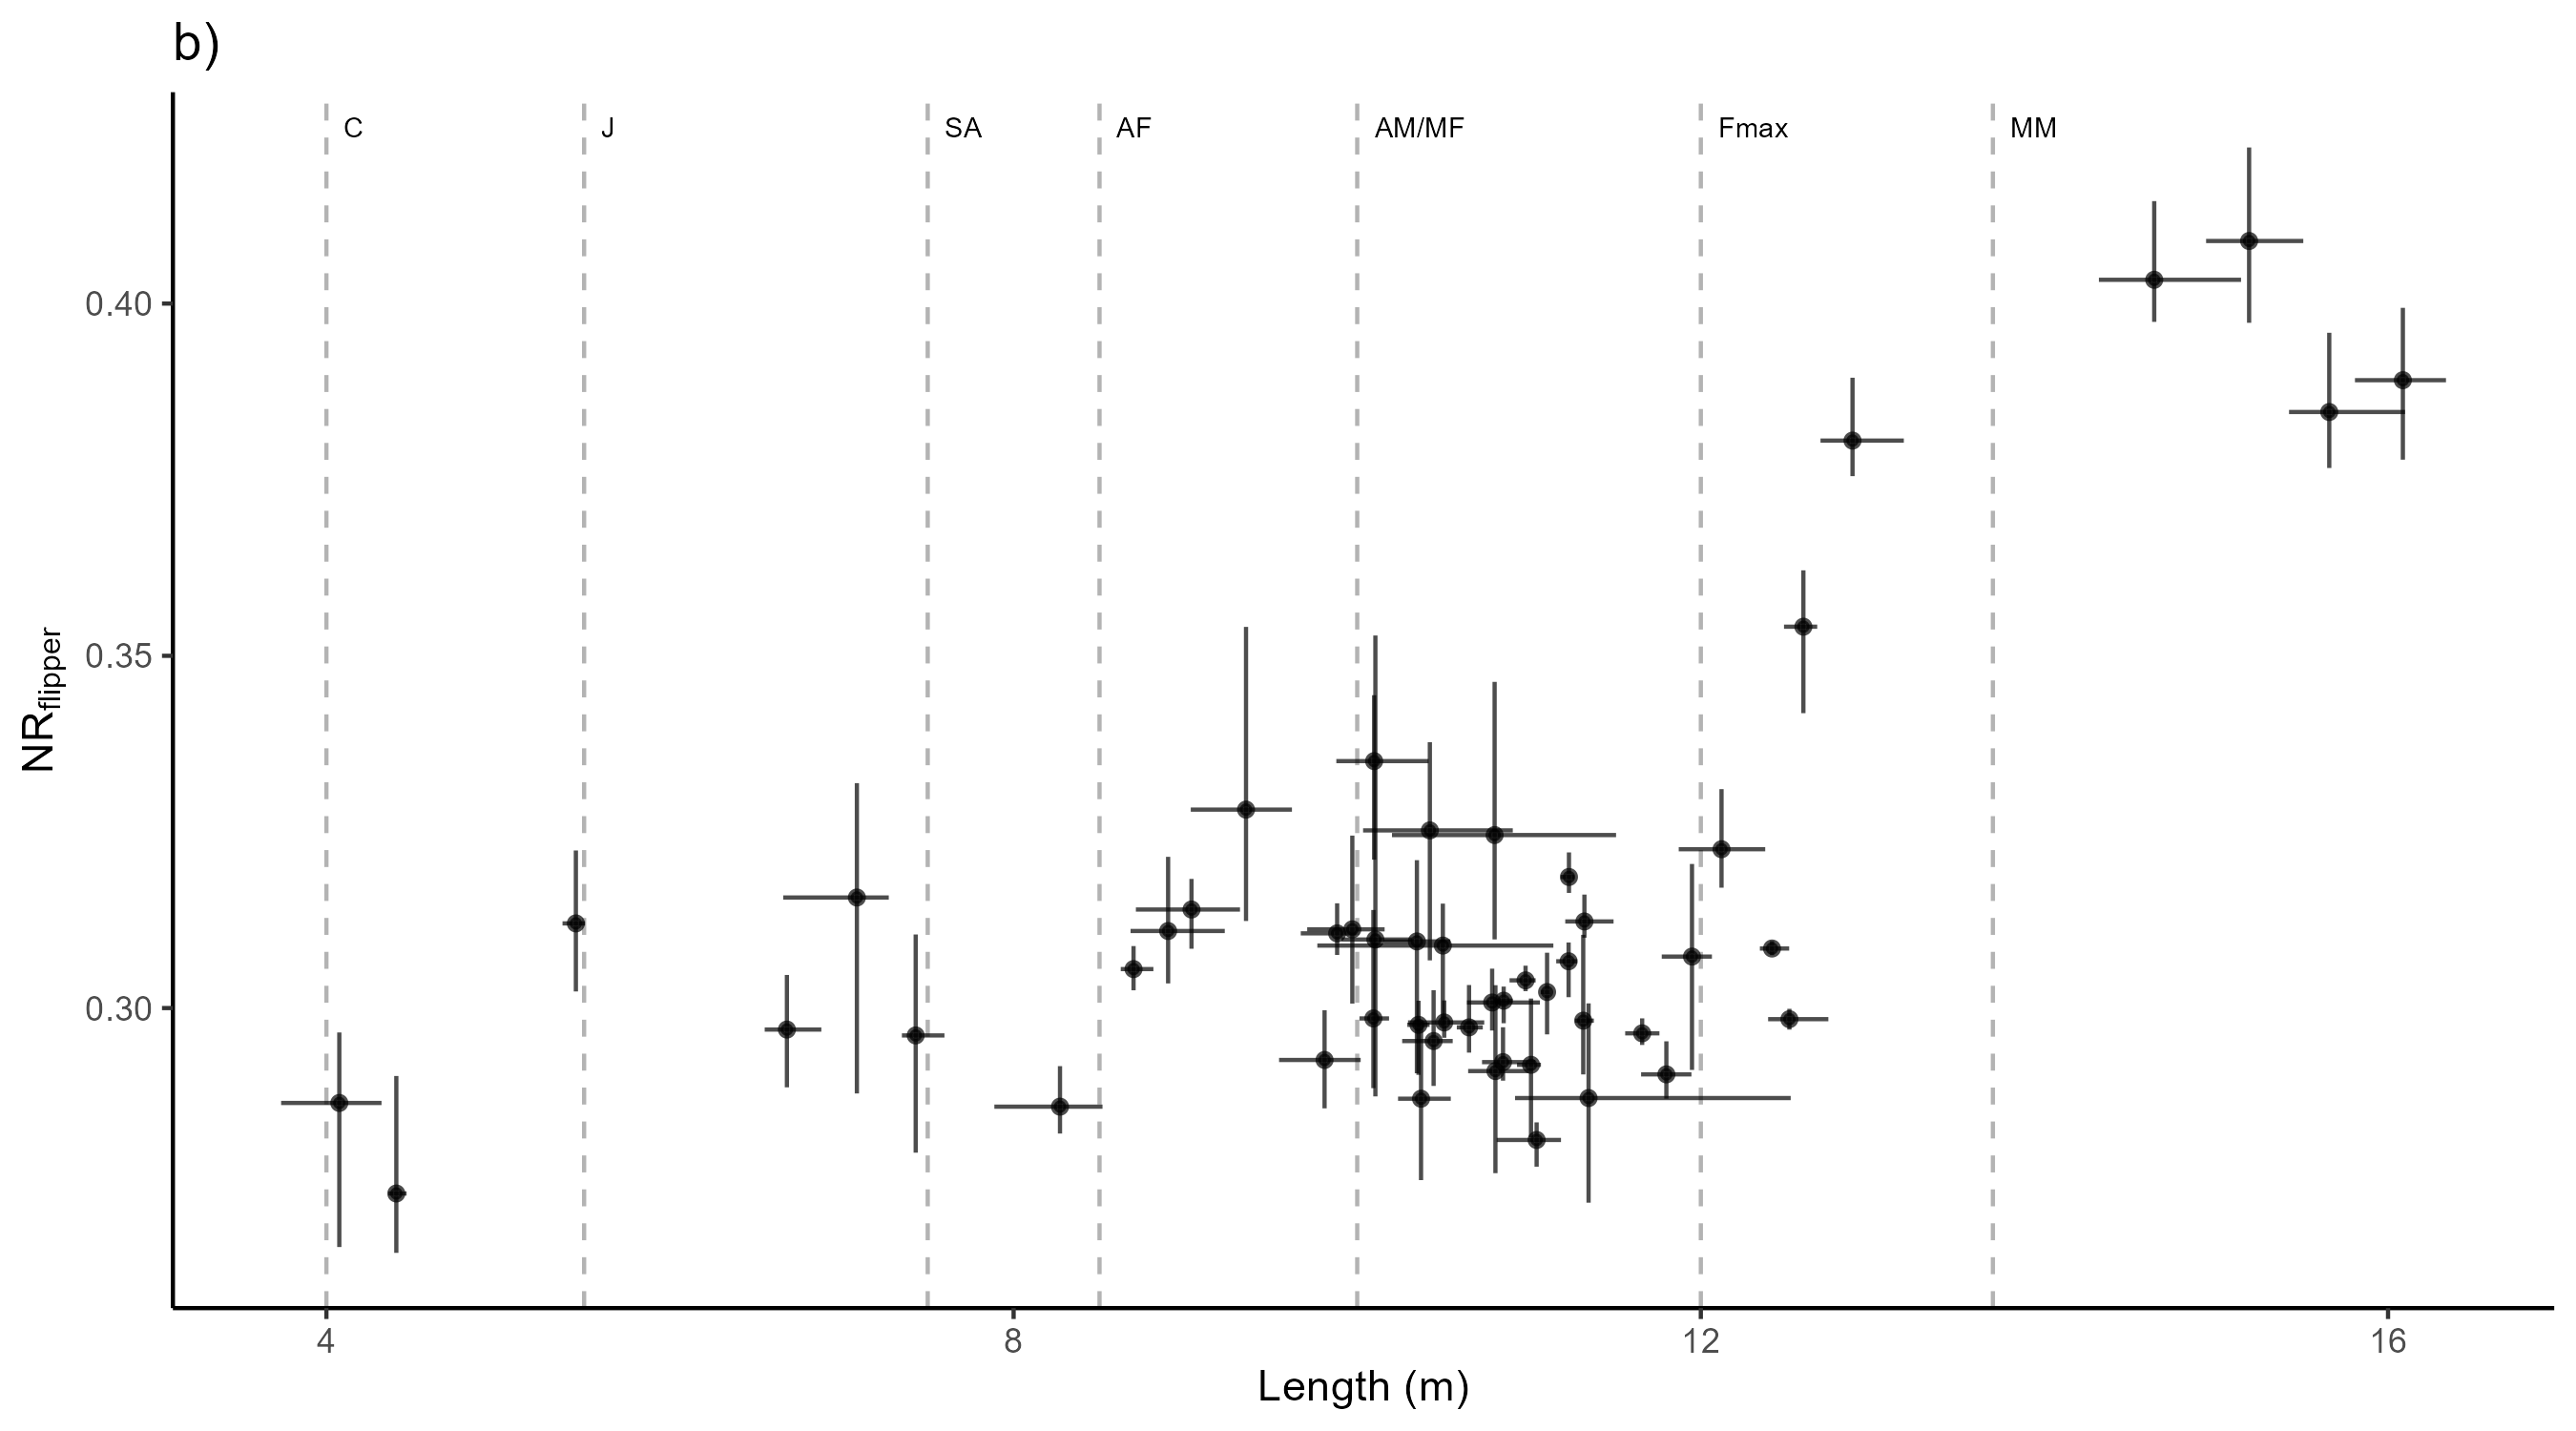 b)
C J SA AF AM/MF Fmax MM
0.40
0.35
0.30
NRflipper
4 8 12 16
Length (m)